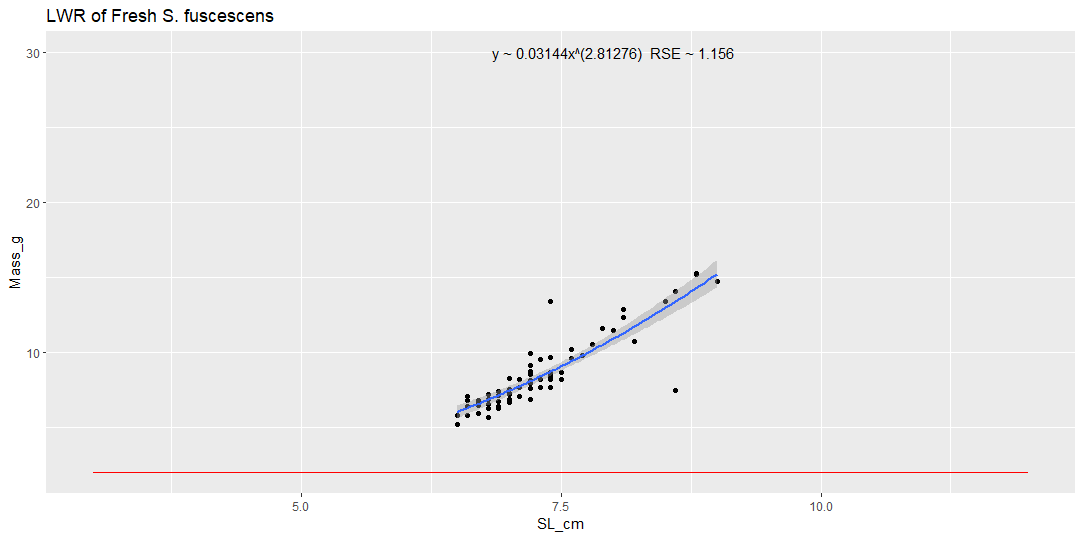 LWR of Fresh S. fuscescens
y ~ 0.03144x^(2.81276) RSE ~ 1.156
30
20
10
Mass_g
5.0
7.5
10.0
SL_cm